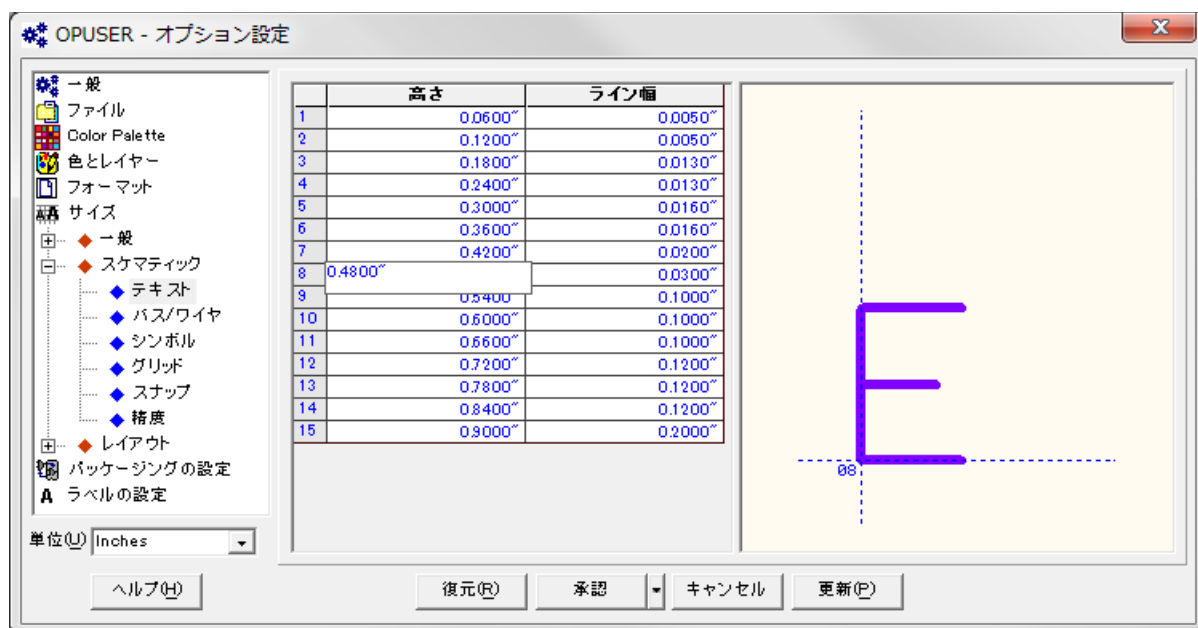 OPUSER - オプション設定
一般
ファイル
Color Palette
色とレイヤー
フォーマット
サイズ
一般
スケマティック
テキスト
バス/ワイヤ
シンボル
グリッド
スナップ
精度
レイアウト
パッケージングの設定
A ラベルの設定
単位(U) Inches
高さ ライン幅
1 0.0600" 0.0050"
2 0.1200" 0.0050"
3 0.1800" 0.0130"
4 0.2400" 0.0130"
5 0.3000" 0.0160"
6 0.3600" 0.0160"
7 0.4200" 0.0200"
8 0.4800" 0.0300"
9 0.5400" 0.1000"
10 0.6000" 0.1000"
11 0.6600" 0.1000"
12 0.7200" 0.1200"
13 0.7800" 0.1200"
14 0.8400" 0.1200"
15 0.9000" 0.2000"
E
08
ヘルプ(H) 復元(R) 承認 キャンセル 更新(P)